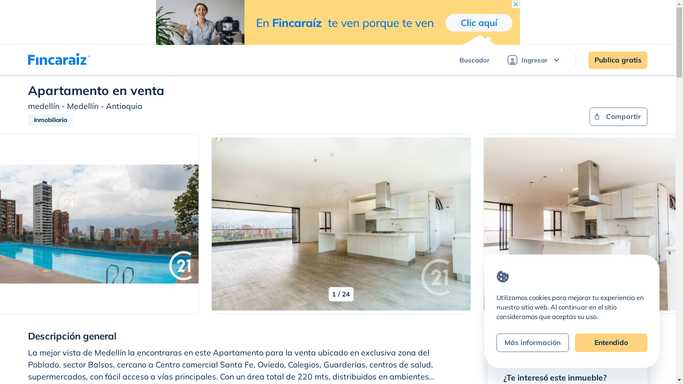 En Fincaraíz te ven porque te ven
Clic aquí
Fincaraíz
Buscador
Ingresar
Publica gratis
Apartamento en venta
medellín - Medellín - Antioquia
Inmobiliaria
Compartir
C21
C21
1 / 24
Utilizamos cookies para mejorar tu experiencia en
nuestro sitio web. Al continuar en el sitio
consideramos que aceptas su uso.
Más información
Entendido
Descripción general
La mejor vista de Medellín la encontraras en este Apartamento para la venta ubicado en exclusiva zona del
Poblado, sector Balsos, cercano a Centro comercial Santa Fe, Oviedo, Colegios, Guarderías, centros de salud,
supermercados, con fácil acceso a vías principales. Con un área total de 220 mts, distribuidos en ambientes...
¿Te interesó este inmueble?